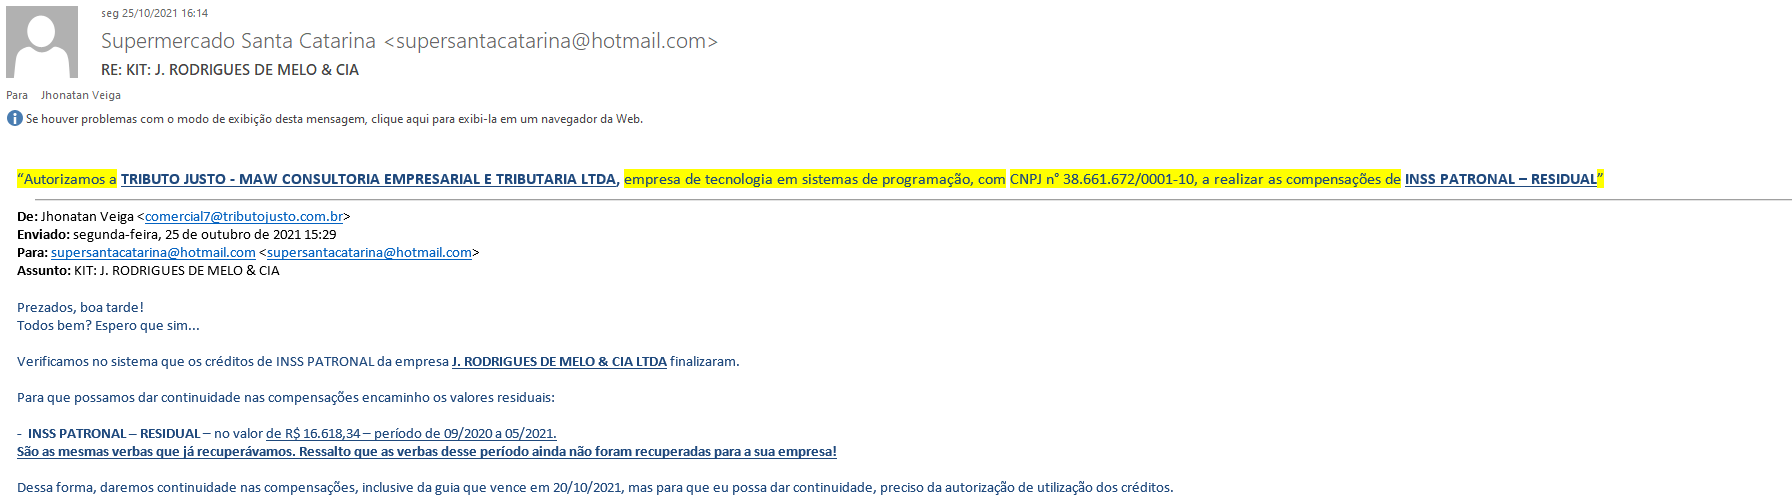 seg 25/10/2021 16:14
Supermercado Santa Catarina <supersantacatarina@hotmail.com>
RE: KIT: J. RODRIGUES DE MELO & CIA
Para Jhonatan Veiga
Se houver problemas com o modo de exibição desta mensagem, clique aqui para exibi-la em um navegador da Web.
“Autorizamos a TRIBUTO JUSTO - MAW CONSULTORIA EMPRESARIAL E TRIBUTARIA LTDA, empresa de tecnologia em sistemas de programação, com CNPJ n° 38.661.672/0001-10, a realizar as compensações de INSS PATRONAL – RESIDUAL”
De: Jhonatan Veiga <comercial7@tributojusto.com.br>
Enviado: segunda-feira, 25 de outubro de 2021 15:29
Para: supersantacatarina@hotmail.com <supersantacatarina@hotmail.com>
Assunto: KIT: J. RODRIGUES DE MELO & CIA
Prezados, boa tarde!
Todos bem? Espero que sim...
Verificamos no sistema que os créditos de INSS PATRONAL da empresa J. RODRIGUES DE MELO & CIA LTDA finalizaram.
Para que possamos dar continuidade nas compensações encaminho os valores residuais:
- INSS PATRONAL – RESIDUAL – no valor de R$ 16.618,34 – período de 09/2020 a 05/2021.
São as mesmas verbas que já recuperávamos. Ressalto que as verbas desse período ainda não foram recuperadas para a sua empresa!
Dessa forma, daremos continuidade nas compensações, inclusive da guia que vence em 20/10/2021, mas para que eu possa dar continuidade, preciso da autorização de utilização dos créditos.